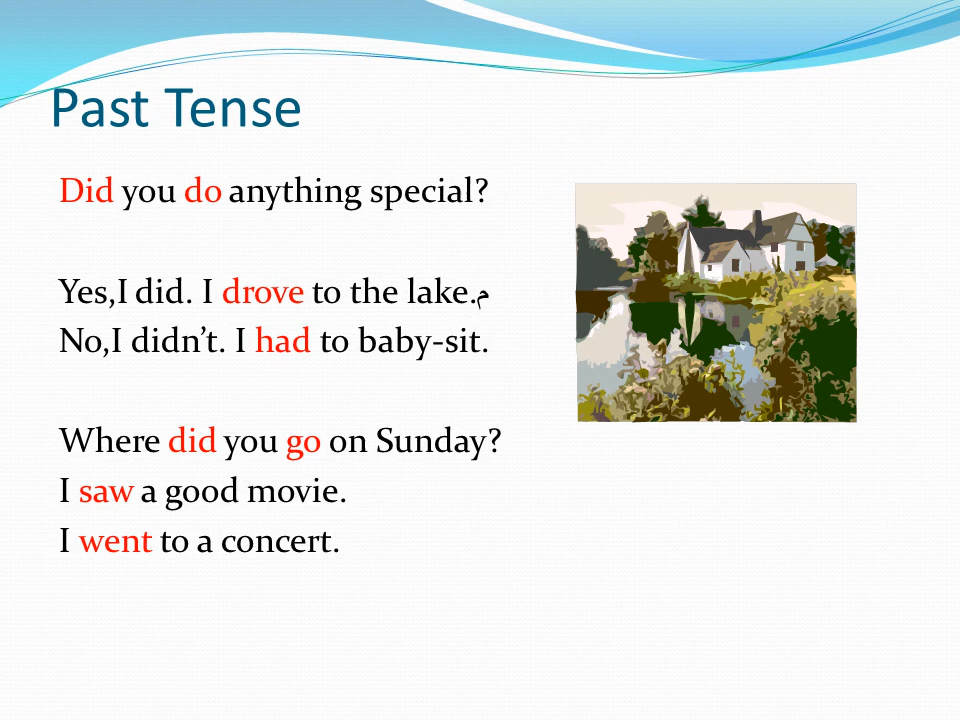 Past Tense
Did you do anything special?
Yes,I did. I drove to the lake.م
No,I didn’t. I had to baby-sit.
Where did you go on Sunday?
I saw a good movie.
I went to a concert.